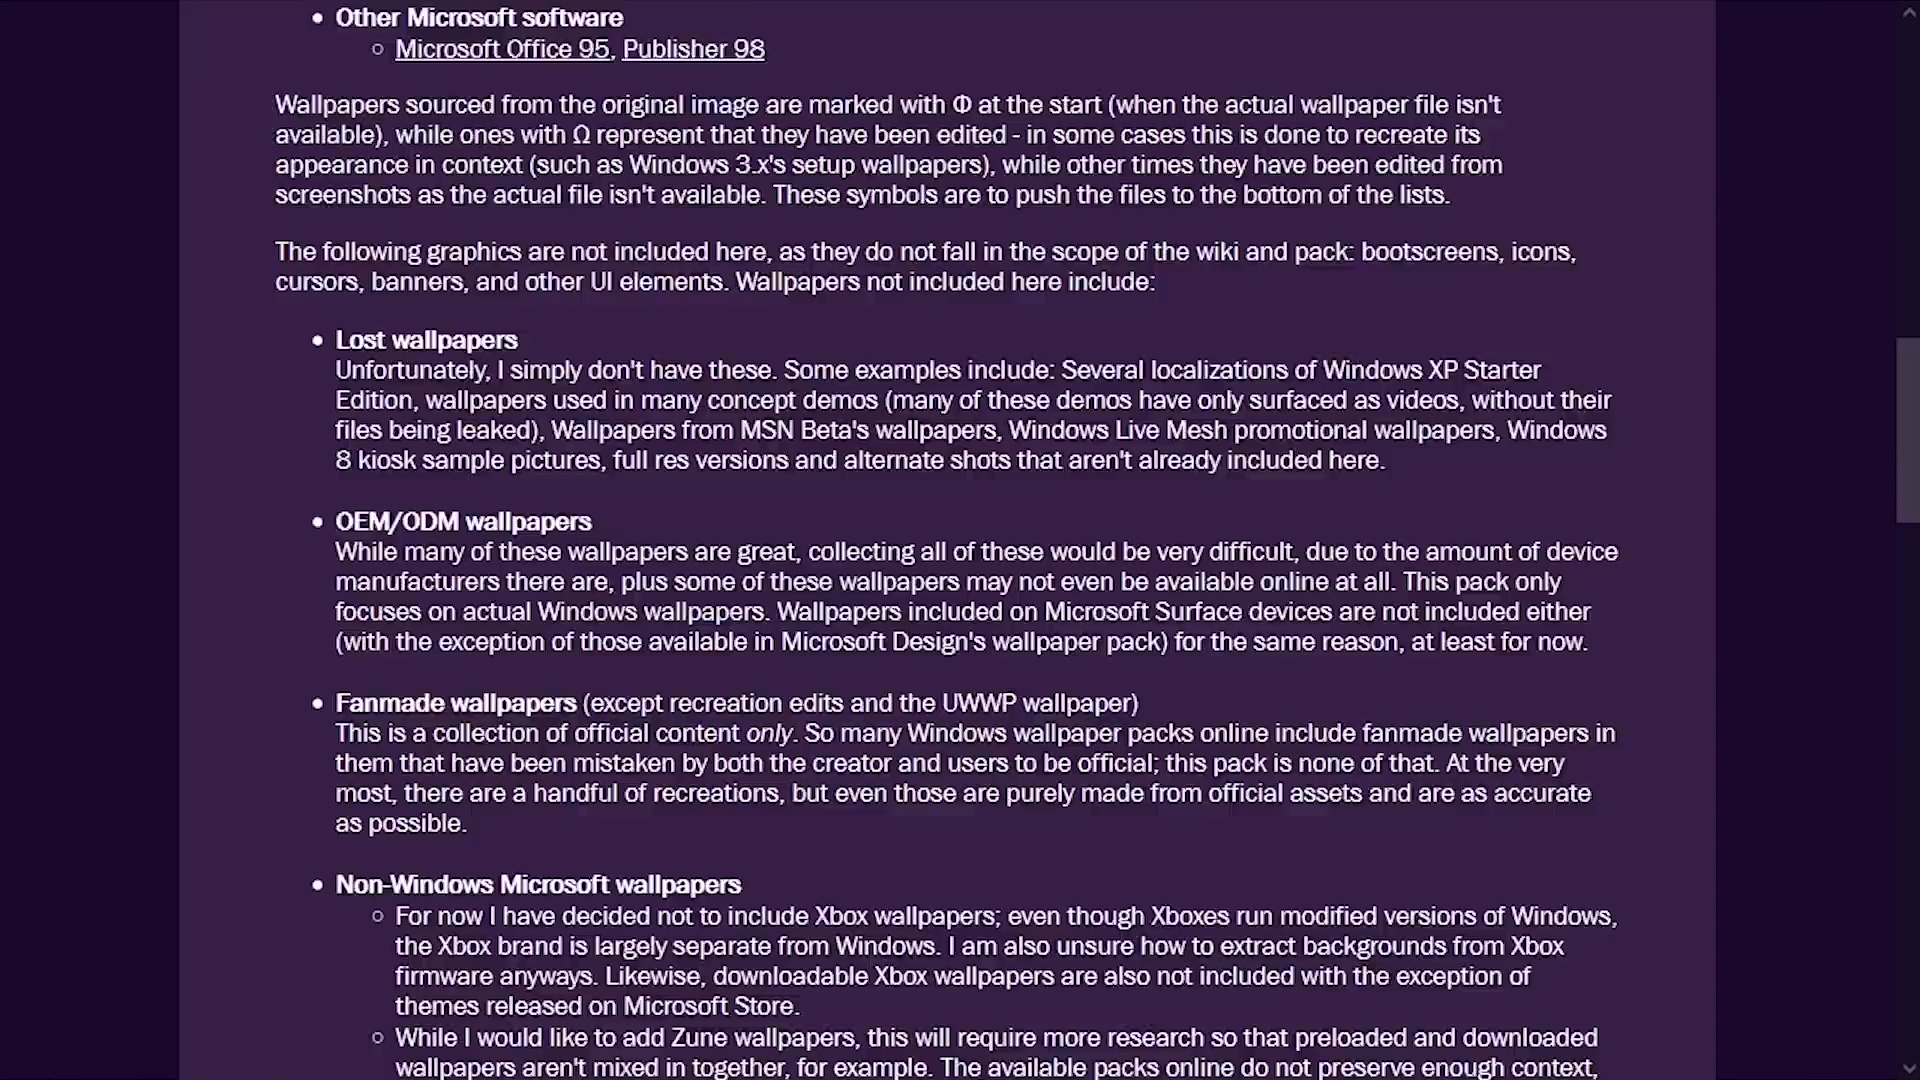 • Other Microsoft software
○ Microsoft Office 95, Publisher 98
Wallpapers sourced from the original image are marked with Φ at the start (when the actual wallpaper file isn't
available), while ones with Ω represent that they have been edited - in some cases this is done to recreate its
appearance in context (such as Windows 3.x's setup wallpapers), while other times they have been edited from
screenshots as the actual file isn't available. These symbols are to push the files to the bottom of the lists.
The following graphics are not included here, as they do not fall in the scope of the wiki and pack: bootscreens, icons,
cursors, banners, and other UI elements. Wallpapers not included here include:
• Lost wallpapers
Unfortunately, I simply don't have these. Some examples include: Several localizations of Windows XP Starter
Edition, wallpapers used in many concept demos (many of these demos have only surfaced as videos, without their
files being leaked), Wallpapers from MSN Beta's wallpapers, Windows Live Mesh promotional wallpapers, Windows
8 kiosk sample pictures, full res versions and alternate shots that aren't already included here.
• OEM/ODM wallpapers
While many of these wallpapers are great, collecting all of these would be very difficult, due to the amount of device
manufacturers there are, plus some of these wallpapers may not even be available online at all. This pack only
focuses on actual Windows wallpapers. Wallpapers included on Microsoft Surface devices are not included either
(with the exception of those available in Microsoft Design's wallpaper pack) for the same reason, at least for now.
• Fanmade wallpapers (except recreation edits and the UWWP wallpaper)
This is a collection of official content only. So many Windows wallpaper packs online include fanmade wallpapers in
them that have been mistaken by both the creator and users to be official; this pack is none of that. At the very
most, there are a handful of recreations, but even those are purely made from official assets and are as accurate
as possible.
• Non-Windows Microsoft wallpapers
○ For now I have decided not to include Xbox wallpapers; even though Xboxes run modified versions of Windows,
the Xbox brand is largely separate from Windows. I am also unsure how to extract backgrounds from Xbox
firmware anyways. Likewise, downloadable Xbox wallpapers are also not included with the exception of
themes released on Microsoft Store.
○ While I would like to add Zune wallpapers, this will require more research so that preloaded and downloaded
wallpapers aren't mixed in together, for example. The available packs online do not preserve enough context,